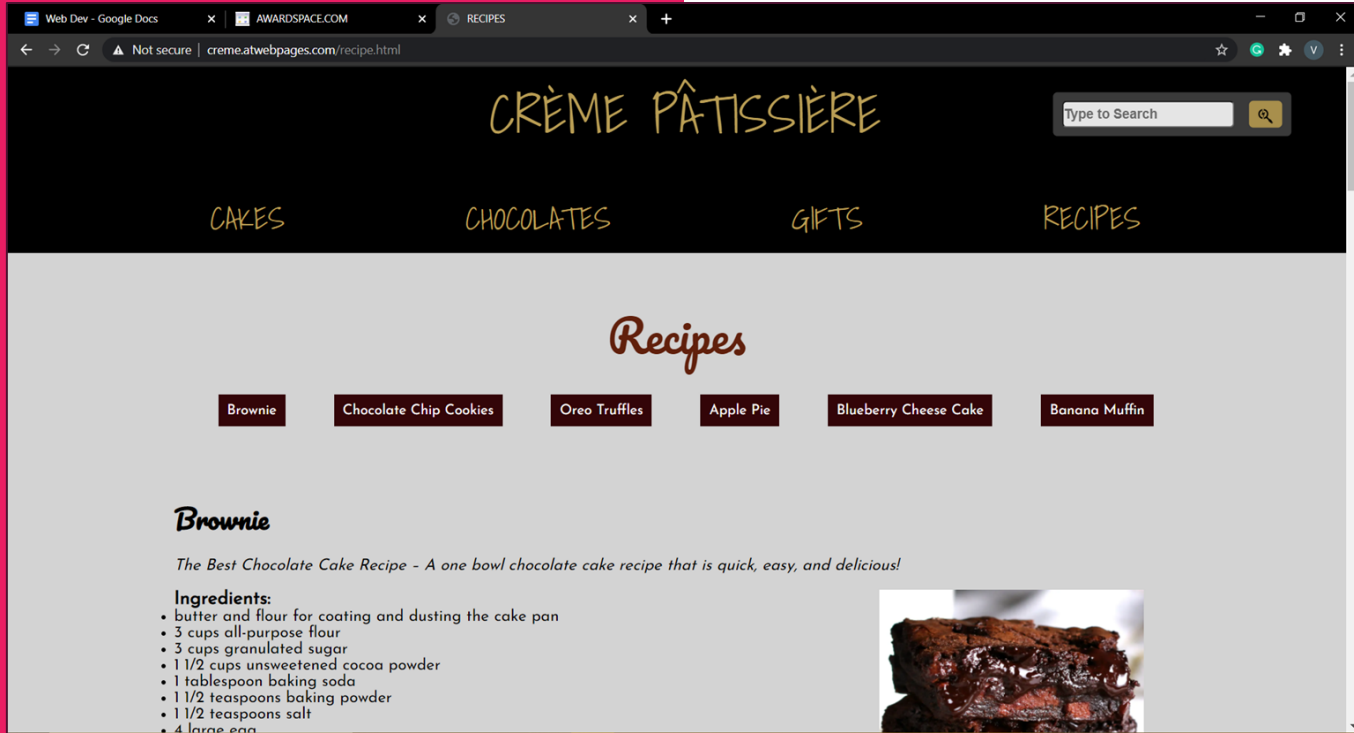 Web Dev - Google Docs
AWARDSPACE.COM
RECIPES
Not secure | creme.atwebpages.com/recipe.html
V
CRÈME PÂTISSIÈRE
Type to Search
CAKES CHOCOLATES GIFTS RECIPES
Recipes
Brownie Chocolate Chip Cookies Oreo Truffles Apple Pie Blueberry Cheese Cake Banana Muffin
Brownie
The Best Chocolate Cake Recipe – A one bowl chocolate cake recipe that is quick, easy, and delicious!
Ingredients:
• butter and flour for coating and dusting the cake pan
• 3 cups all-purpose flour
• 3 cups granulated sugar
• 1 1/2 cups unsweetened cocoa powder
• 1 tablespoon baking soda
• 1 1/2 teaspoons baking powder
• 1 1/2 teaspoons salt
• 4 large egg